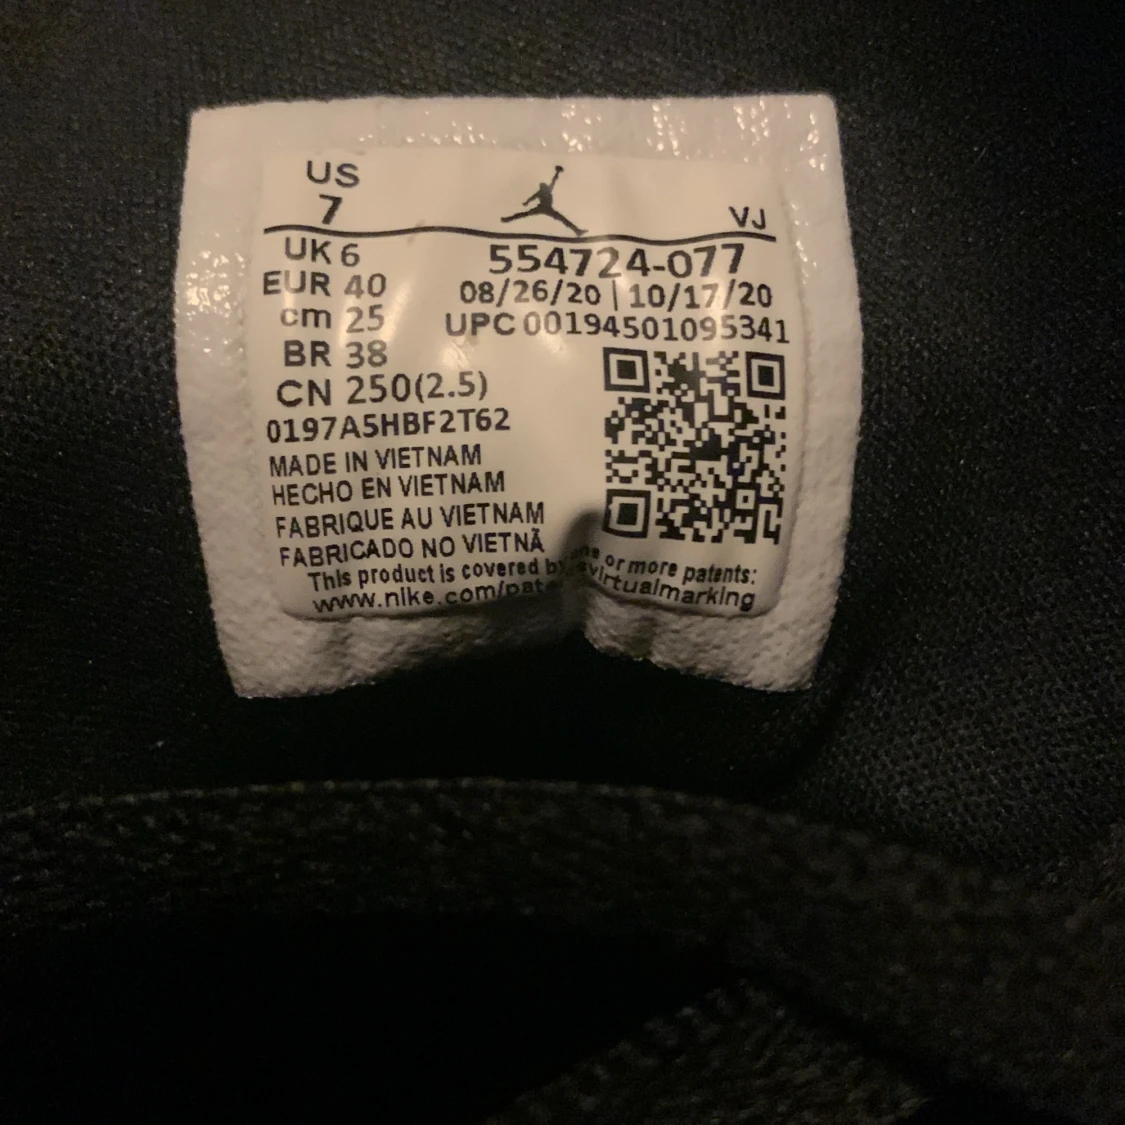 US
7
VJ
UK 6
554724-077
EUR 40
08/26/20 | 10/17/20
cm 25
UPC 00194501095341
BR 38
CN 250(2.5)
0197A5HBF2T62
MADE IN VIETNAM
HECHO EN VIETNAM
FABRIQUE AU VIETNAM
FABRICADO NO VIETNÃ
This product is covered by one or more patents:
www.nike.com/pat svirtualmarking